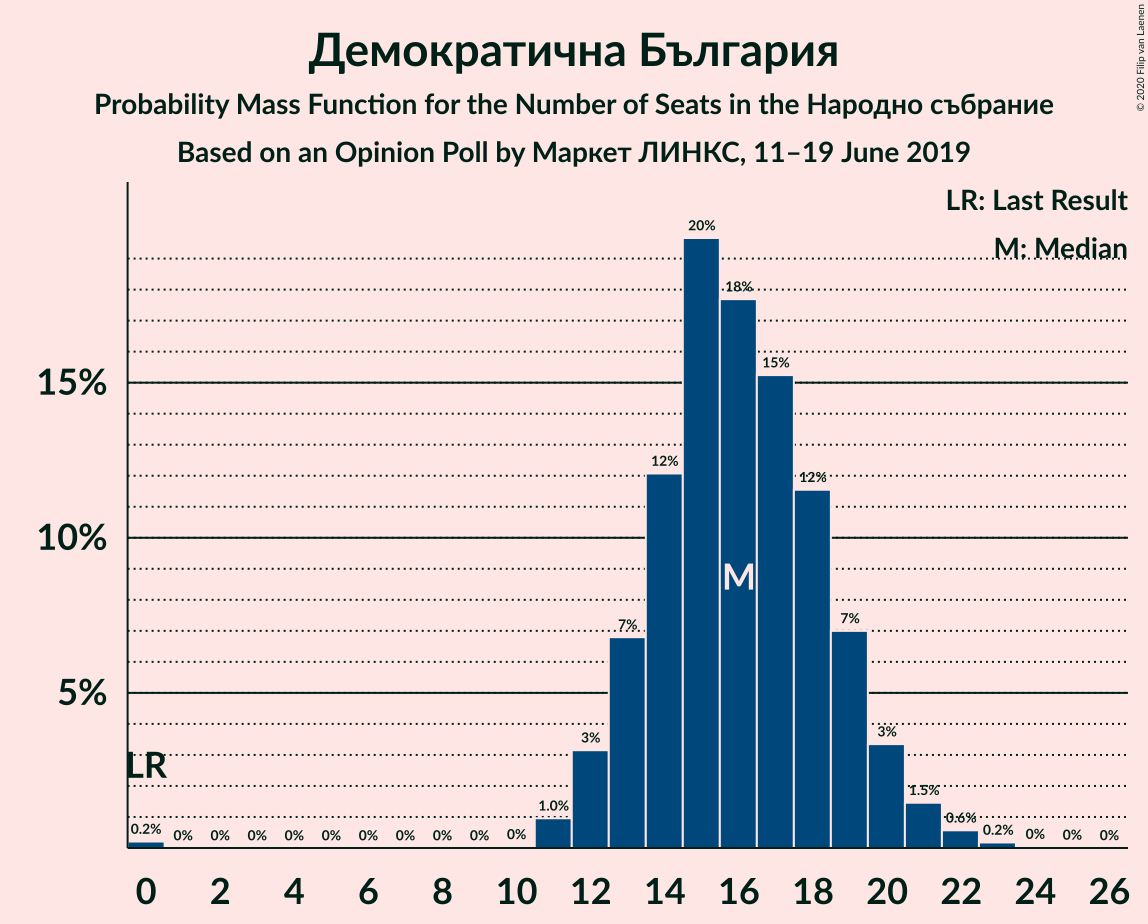 Демократична България
Probability Mass Function for the Number of Seats in the Народно събрание
Based on an Opinion Poll by Маркет ЛИНКС, 11–19 June 2019
© 2020 Filip van Laenen
LR: Last Result
M: Median
20%
18%
15%
15%
12%
12%
10%
M
7%
7%
5%
3%
3%
LR
1.0%
1.5%
0.6%
0.2%
0% 0% 0% 0% 0% 0% 0% 0% 0% 0%
0.2%
0% 0% 0%
0 2 4 6 8 10 12 14 16 18 20 22 24 26